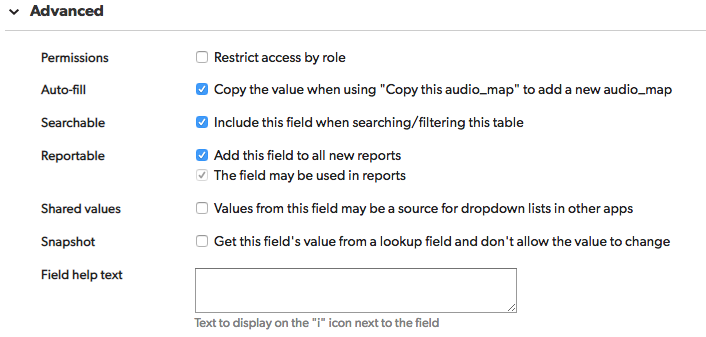 Advanced
Permissions Restrict access by role
Auto-fill Copy the value when using "Copy this audio_map" to add a new audio_map
Searchable Include this field when searching/filtering this table
Reportable Add this field to all new reports
The field may be used in reports
Shared values Values from this field may be a source for dropdown lists in other apps
Snapshot Get this field's value from a lookup field and don't allow the value to change
Field help text
Text to display on the "i" icon next to the field